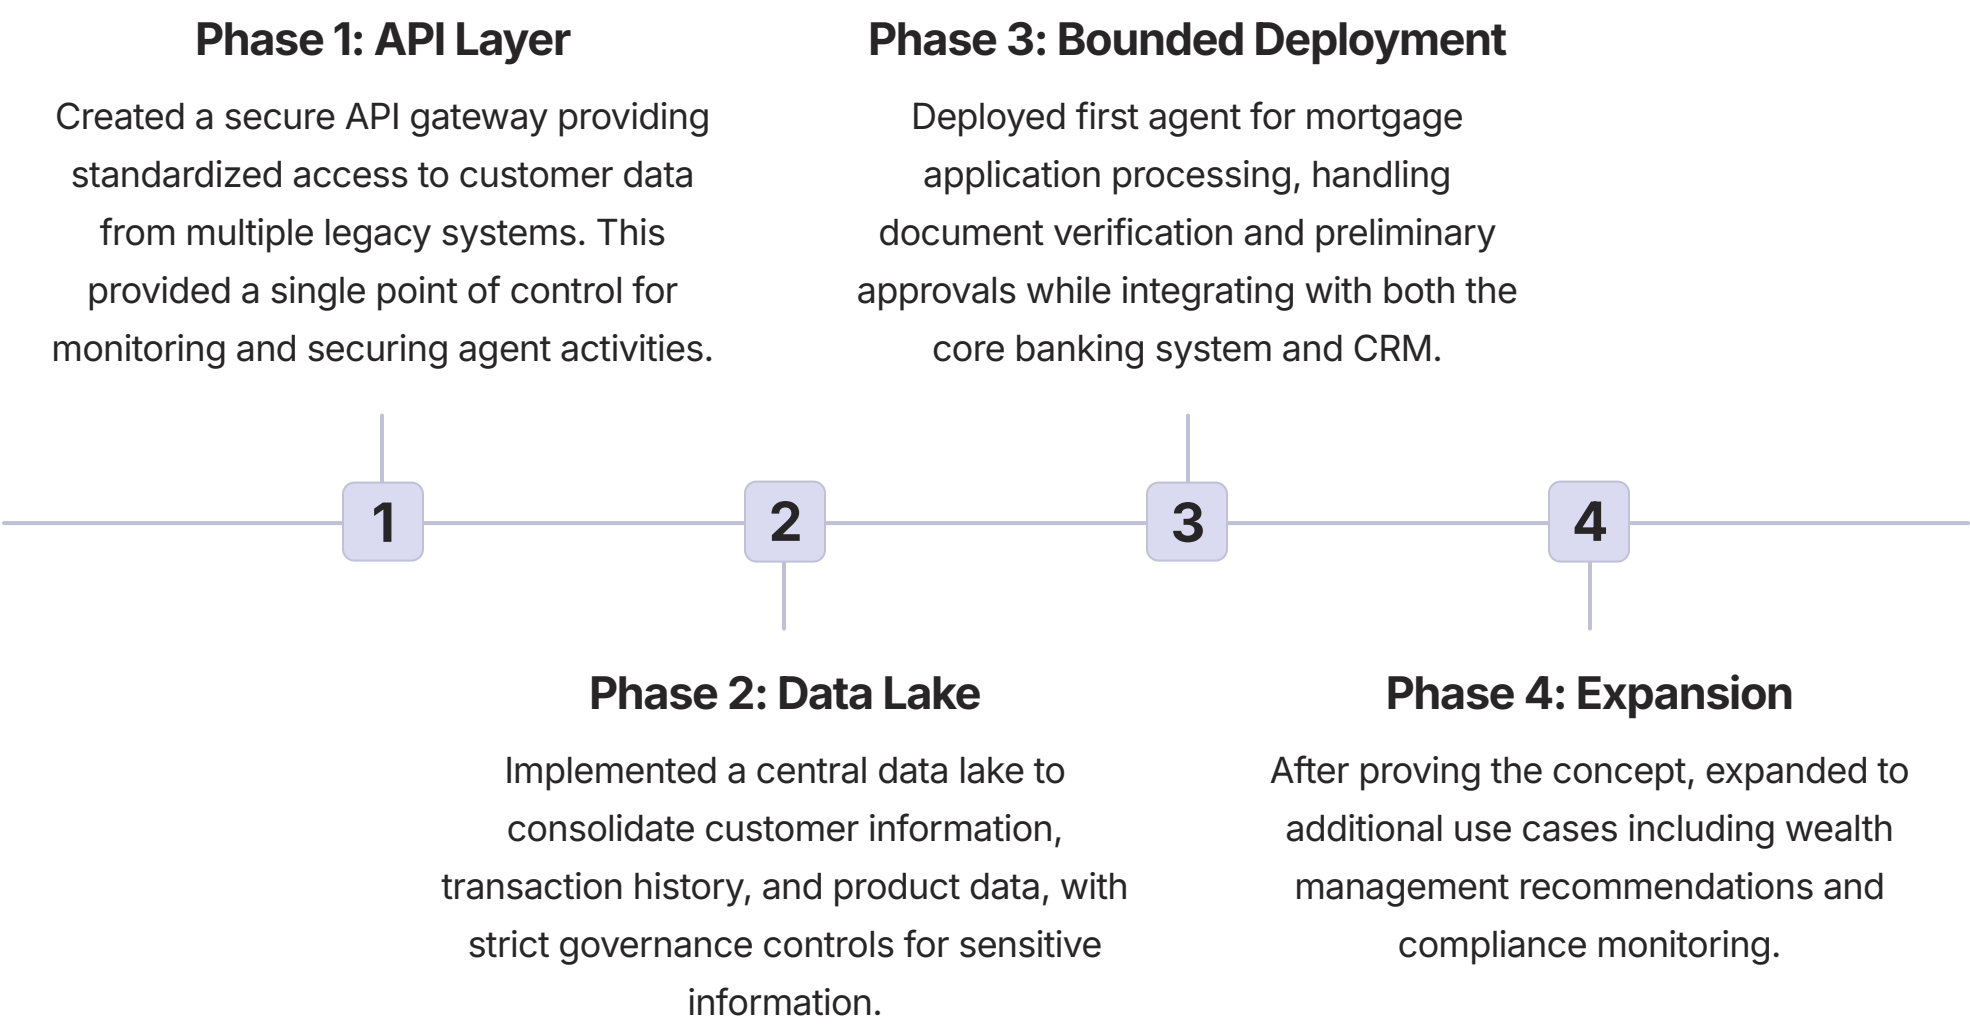 Phase 1: API Layer
Created a secure API gateway providing
standardized access to customer data
from multiple legacy systems. This
provided a single point of control for
monitoring and securing agent activities.
Phase 3: Bounded Deployment
Deployed first agent for mortgage
application processing, handling
document verification and preliminary
approvals while integrating with both the
core banking system and CRM.
1
2
3
4
Phase 2: Data Lake
Implemented a central data lake to
consolidate customer information,
transaction history, and product data, with
strict governance controls for sensitive
information.
Phase 4: Expansion
After proving the concept, expanded to
additional use cases including wealth
management recommendations and
compliance monitoring.